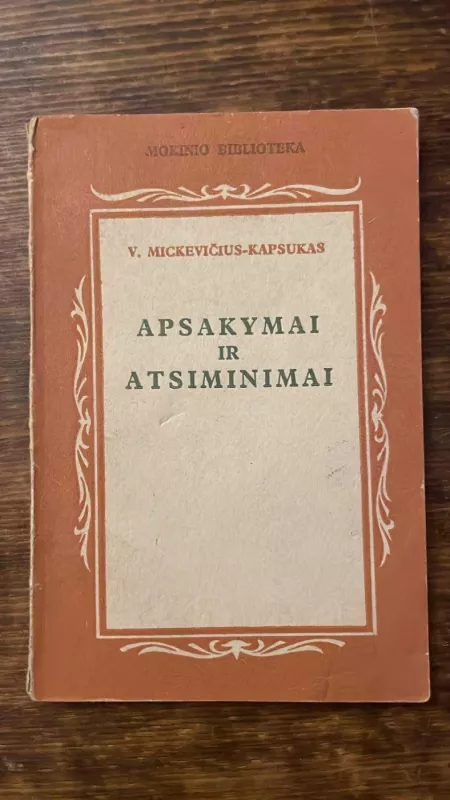 MOKINIO BIBLIOTEKA
V. MICKEVIČIUS-KAPSUKAS
APSAKYMAI
IR
ATSIMINIMAI